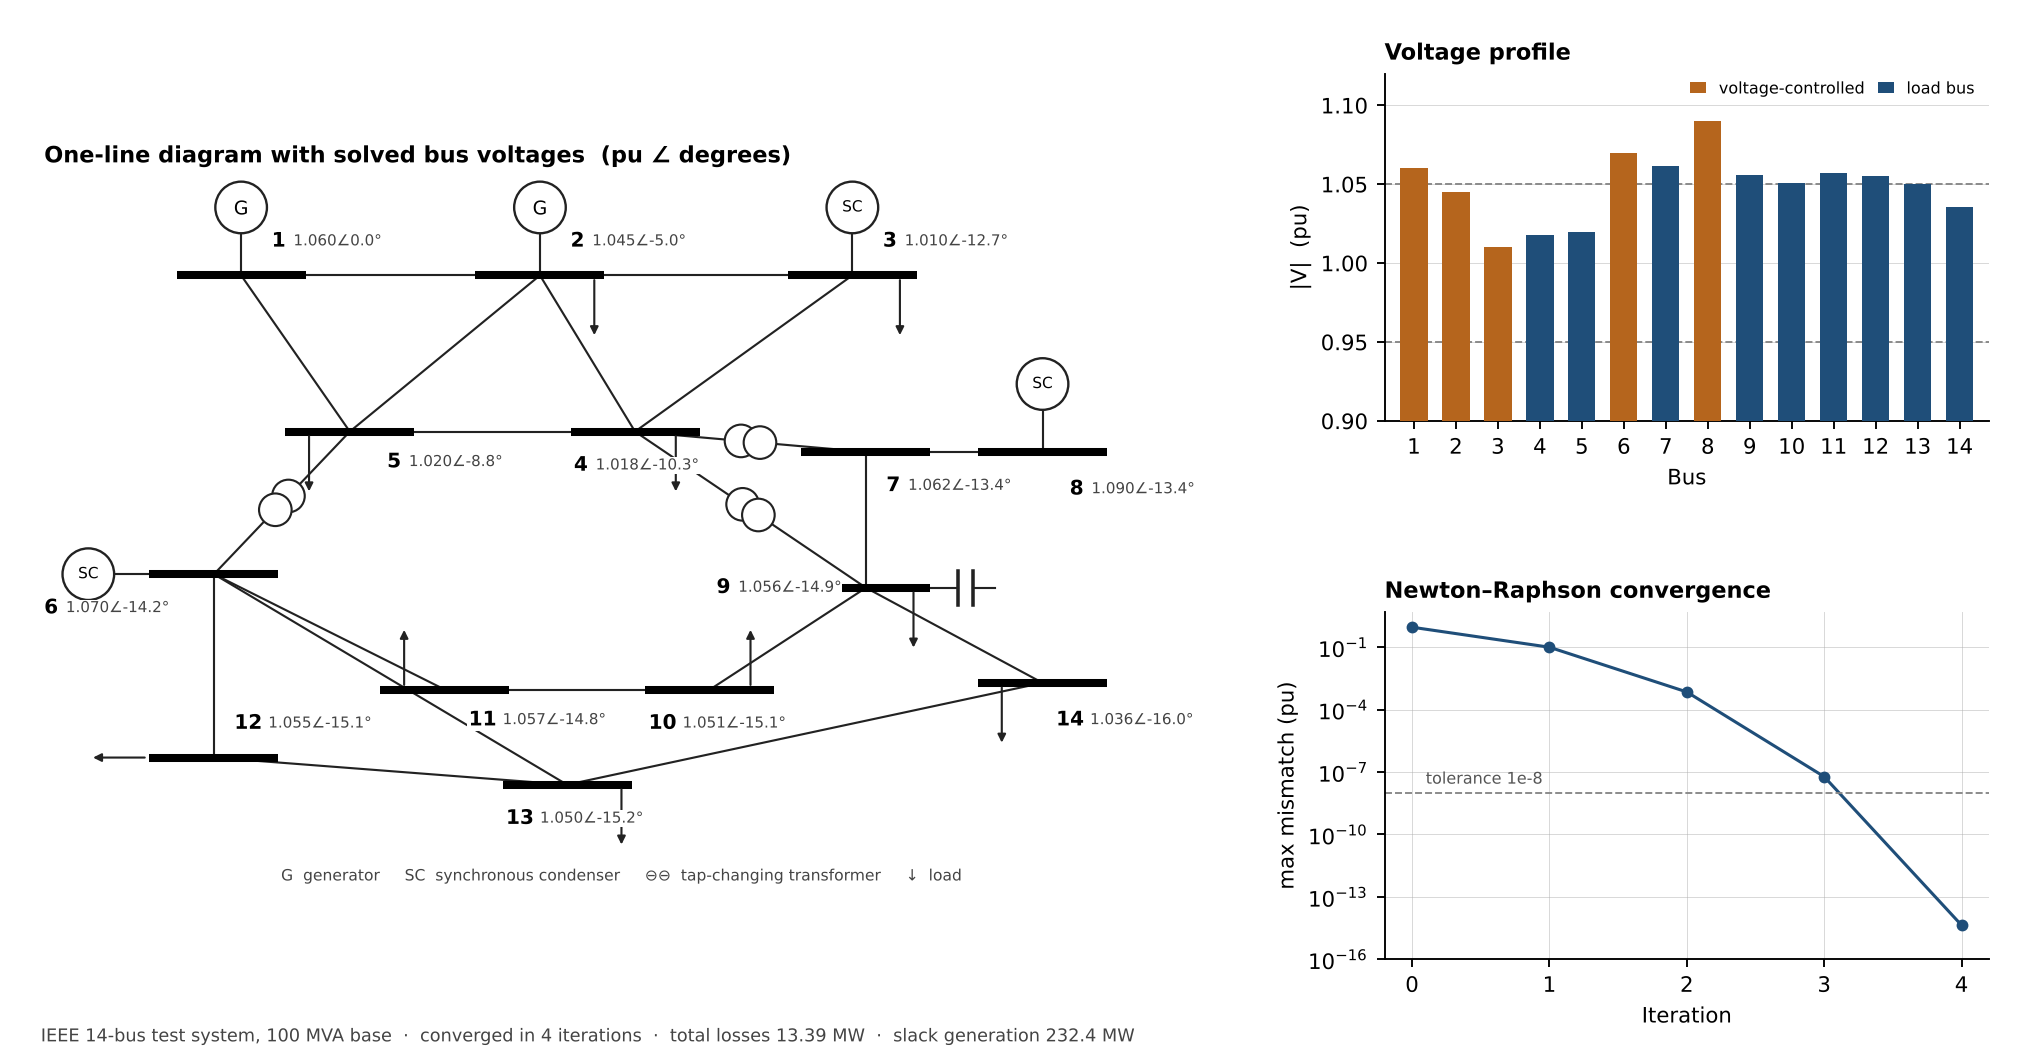 One-line diagram with solved bus voltages  (pu ∠ degrees)
G
G
SC
1 1.060∠0.0°
2 1.045∠-5.0°
3 1.010∠-12.7°
SC
5 1.020∠-8.8°
4 1.018∠-10.3°
7 1.062∠-13.4°
8 1.090∠-13.4°
SC
6 1.070∠-14.2°
9 1.056∠-14.9°
12 1.055∠-15.1°
11 1.057∠-14.8°
10 1.051∠-15.1°
14 1.036∠-16.0°
13 1.050∠-15.2°
G generator SC synchronous condenser ⊖⊖ tap-changing transformer ↓ load
IEEE 14-bus test system, 100 MVA base · converged in 4 iterations · total losses 13.39 MW · slack generation 232.4 MW
Voltage profile
voltage-controlled load bus
|V| (pu)
1.10
1.05
1.00
0.95
0.90
1 2 3 4 5 6 7 8 9 10 11 12 13 14
Bus
Newton–Raphson convergence
max mismatch (pu)
10⁻¹
10⁻⁴
10⁻⁷
10⁻¹⁰
10⁻¹³
10⁻¹⁶
tolerance 1e-8
0 1 2 3 4
Iteration